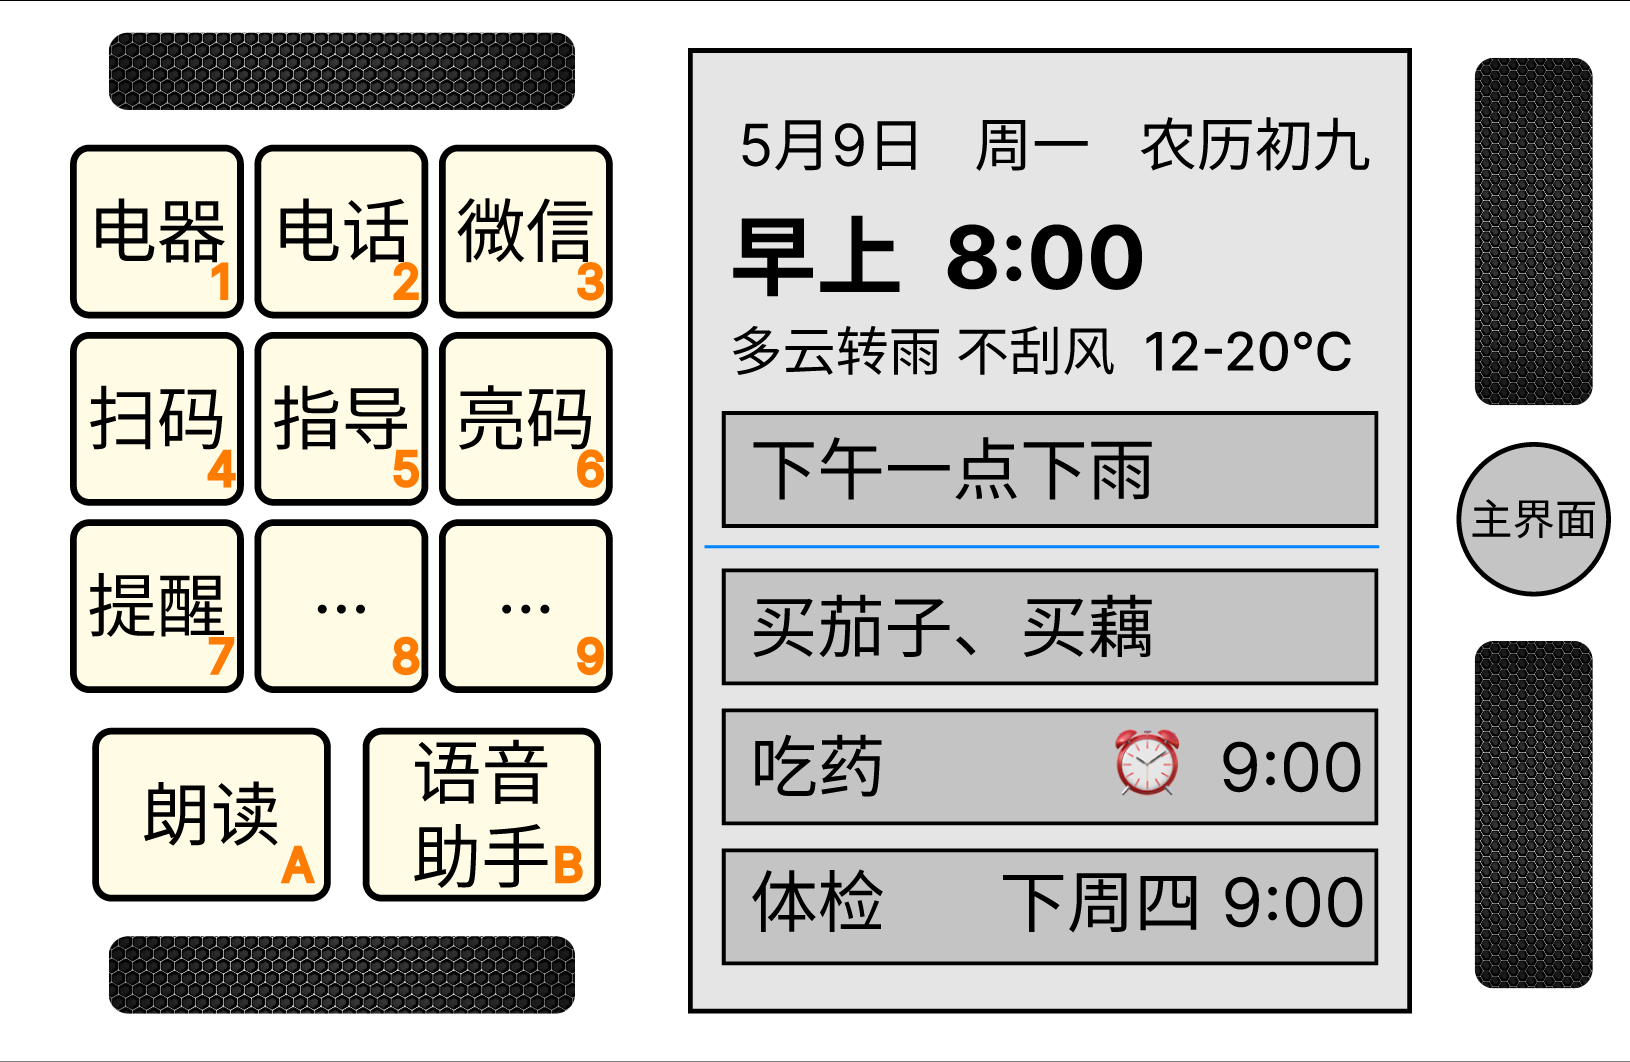 电器 1
电话 2
微信 3
扫码 4
指导 5
亮码 6
提醒 7
... 8
... 9
朗读 A
语音
助手 B
5月9日 周一 农历初九
早上 8:00
多云转雨 不刮风 12-20°C
下午一点下雨
买茄子、买藕
吃药 9:00
体检 下周四 9:00
主界面